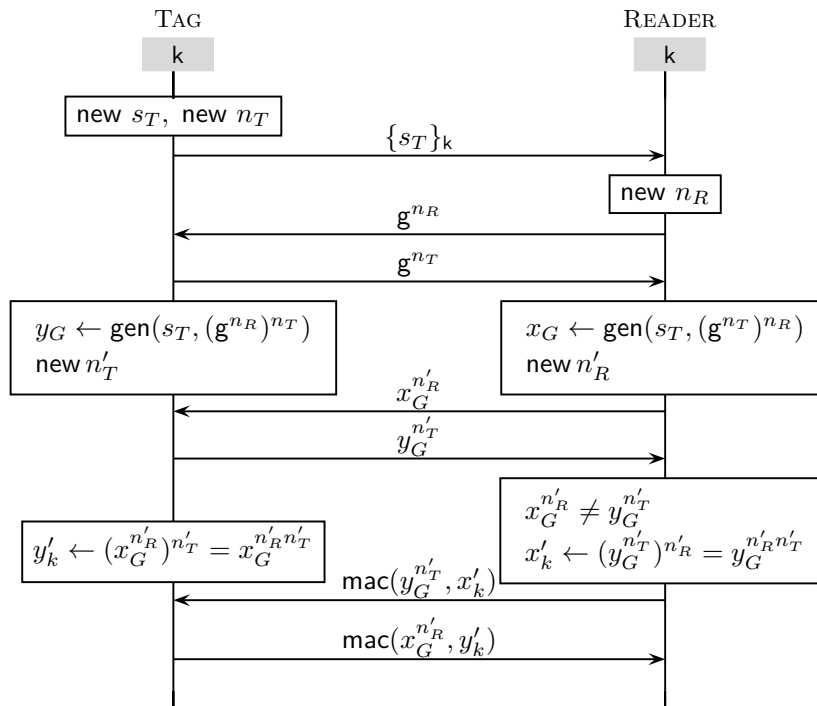 TAG READER
k k
new s_T, new n_T
{s_T}_k
new n_R
g^{n_R}
g^{n_T}
y_G ← gen(s_T, (g^{n_R})^{n_T})
new n'_T
x_G ← gen(s_T, (g^{n_T})^{n_R})
new n'_R
x_G^{n'_R}
y_G^{n'_T}
x_G^{n'_R} ≠ y_G^{n'_T}
x'_k ← (y_G^{n'_T})^{n'_R} = y_G^{n'_R n'_T}
y'_k ← (x_G^{n'_R})^{n'_T} = x_G^{n'_R n'_T}
mac(y_G^{n'_T}, x'_k)
mac(x_G^{n'_R}, y'_k)